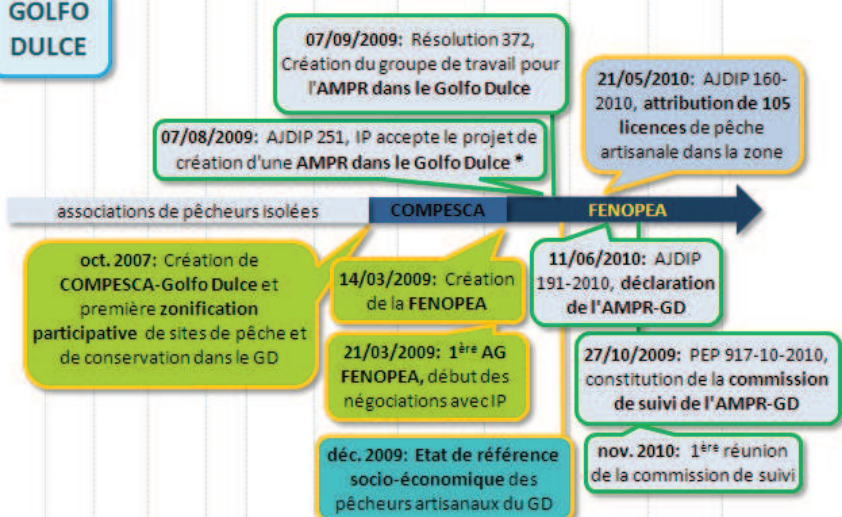 GOLFO
DULCE
07/09/2009: Résolution 372,
Création du groupe de travail pour
l'AMPR dans le Golfo Dulce
21/05/2010: AJDIP 160-
2010, attribution de 105
licences de pêche
artisanale dans la zone
07/08/2009: AJDIP 251, IP accepte le projet de
création d'une AMPR dans le Golfo Dulce *
associations de pêcheurs isolées
COMPESCA
FENOPEA
oct. 2007: Création de
COMPESCA-Golfo Dulce et
première zonification
participative de sites de pêche et
de conservation dans le GD
14/03/2009: Création
de la FENOPEA
11/06/2010: AJDIP
191-2010, déclaration
de l'AMPR-GD
21/03/2009: 1ère AG
FENOPEA, début des
négociations avec IP
27/10/2009: PEP 917-10-2010,
constitution de la commission
de suivi de l'AMPR-GD
déc. 2009: Etat de référence
socio-économique des
pêcheurs artisanaux du GD
nov. 2010: 1ère réunion
de la commission de suivi